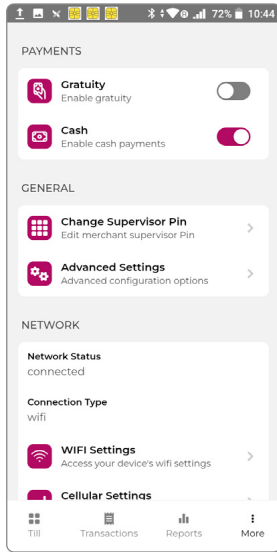 72% 10:44
PAYMENTS
Gratuity
Enable gratuity
Cash
Enable cash payments
GENERAL
Change Supervisor Pin
Edit merchant supervisor Pin
Advanced Settings
Advanced configuration options
NETWORK
Network Status
connected
Connection Type
wifi
WIFI Settings
Access your device's wifi settings
Cellular Settings
Till Transactions Reports More